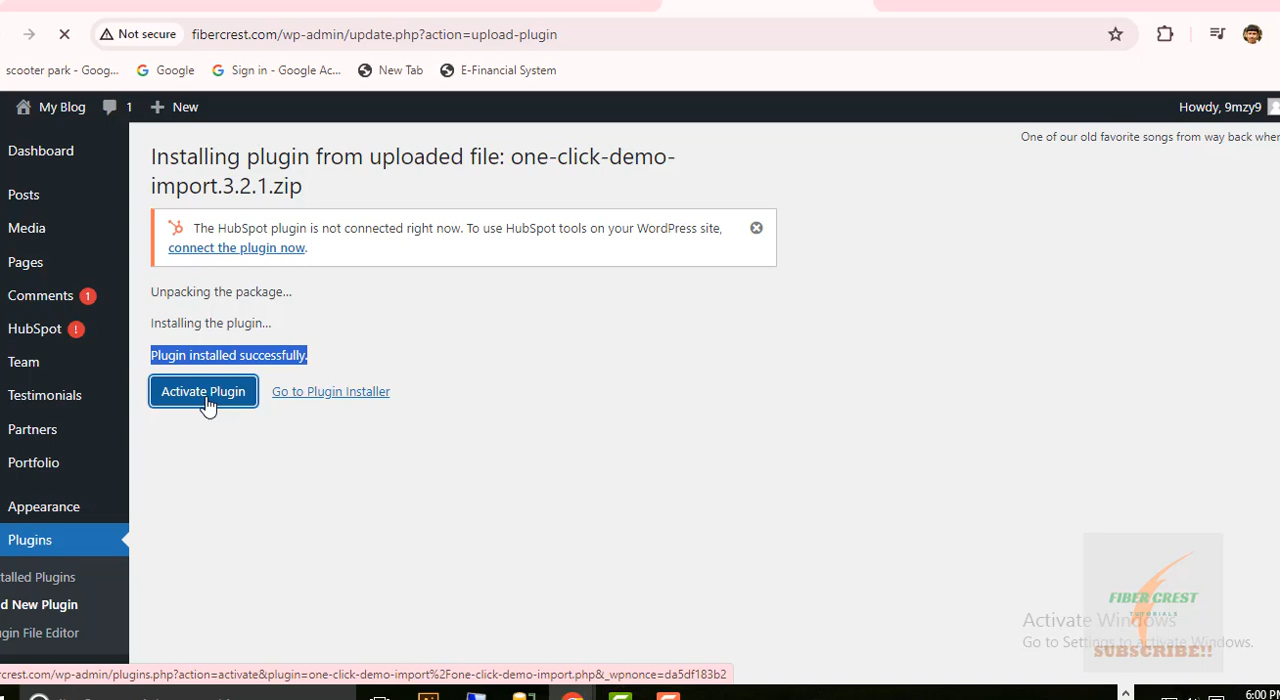 Not secure
fibercrest.com/wp-admin/update.php?action=upload-plugin
scooter park - Goog...
Google
Sign in - Google Ac...
New Tab
E-Financial System
My Blog
1
New
Howdy, 9mzy9
Dashboard
Posts
Media
Pages
Comments 1
HubSpot !
Team
Testimonials
Partners
Portfolio
Appearance
Plugins
talled Plugins
d New Plugin
gin File Editor
One of our old favorite songs from way back wher
Installing plugin from uploaded file: one-click-demo-
import.3.2.1.zip
The HubSpot plugin is not connected right now. To use HubSpot tools on your WordPress site,
connect the plugin now.
Unpacking the package...
Installing the plugin...
Plugin installed successfully.
Activate Plugin
Go to Plugin Installer
FIBER CREST
TUTORIALS
SUBSCRIBE!!
Activate Windows
Go to Settings to activate Windows.
rcrest.com/wp-admin/plugins.php?action=activate&plugin=one-click-demo-import%2Fone-click-demo-import.php&_wpnonce=da5df183b2
6:00 PM